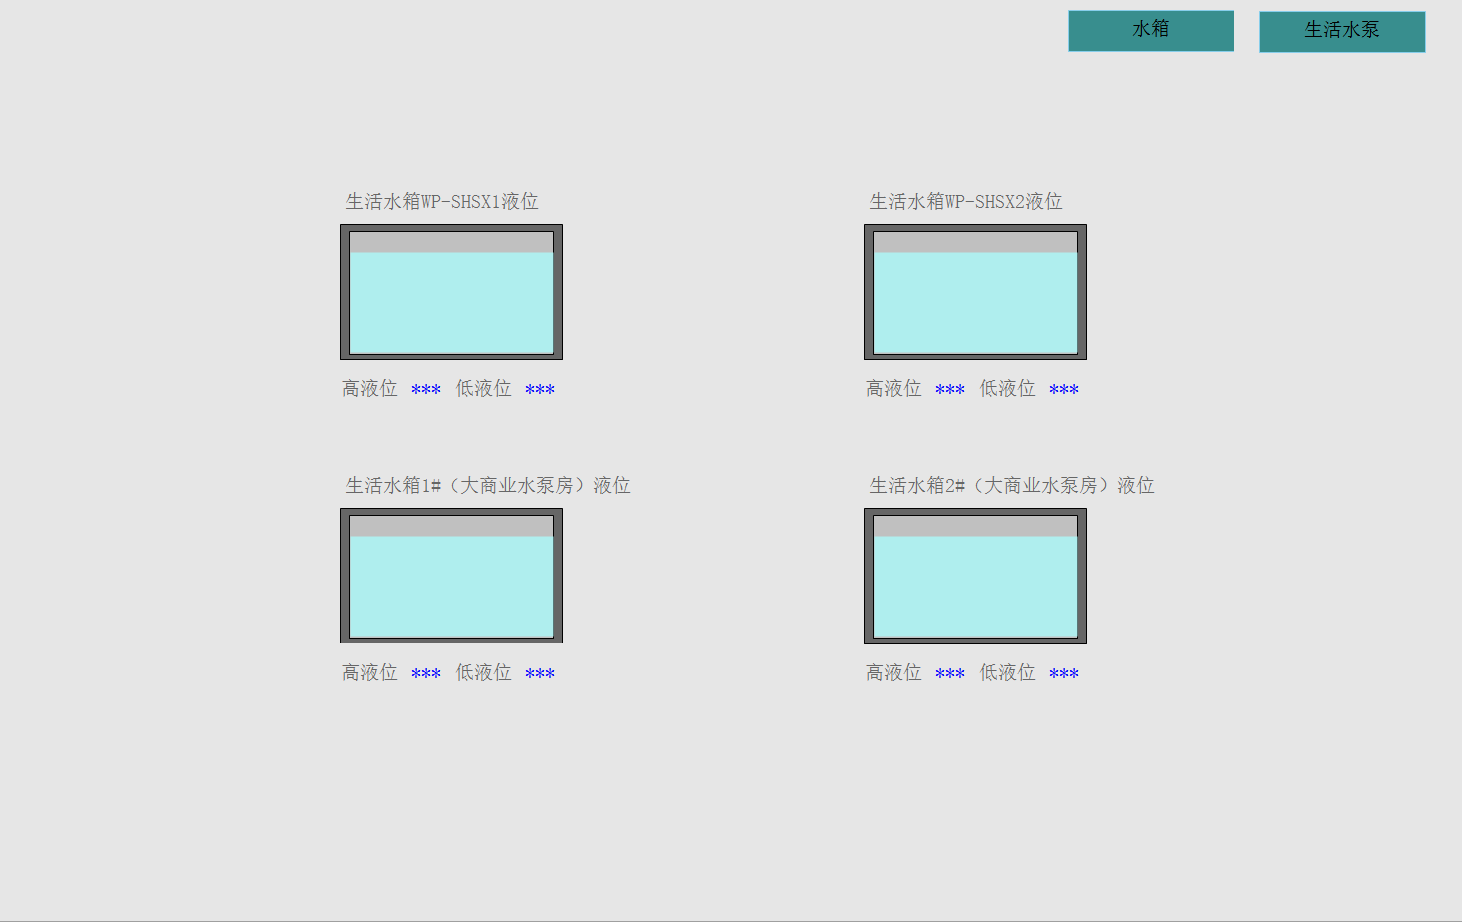 水箱 生活水泵
生活水箱WP-SHSX1液位 生活水箱WP-SHSX2液位
高液位 *** 低液位 *** 高液位 *** 低液位 ***
生活水箱1#（大商业水泵房）液位 生活水箱2#（大商业水泵房）液位
高液位 *** 低液位 *** 高液位 *** 低液位 ***